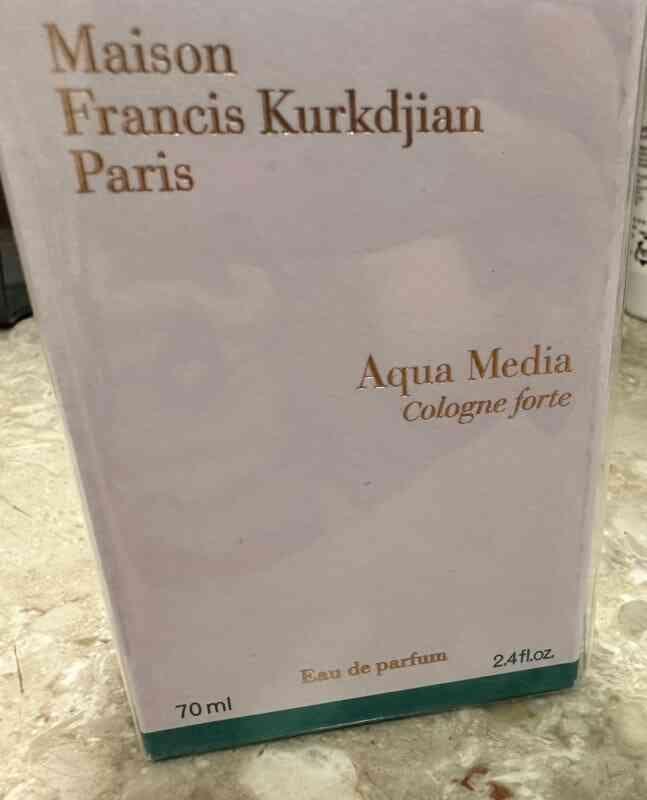 Maison
Francis Kurkdjian
Paris
Aqua Media
Cologne forte
Eau de parfum
70 ml
2.4 fl.oz.